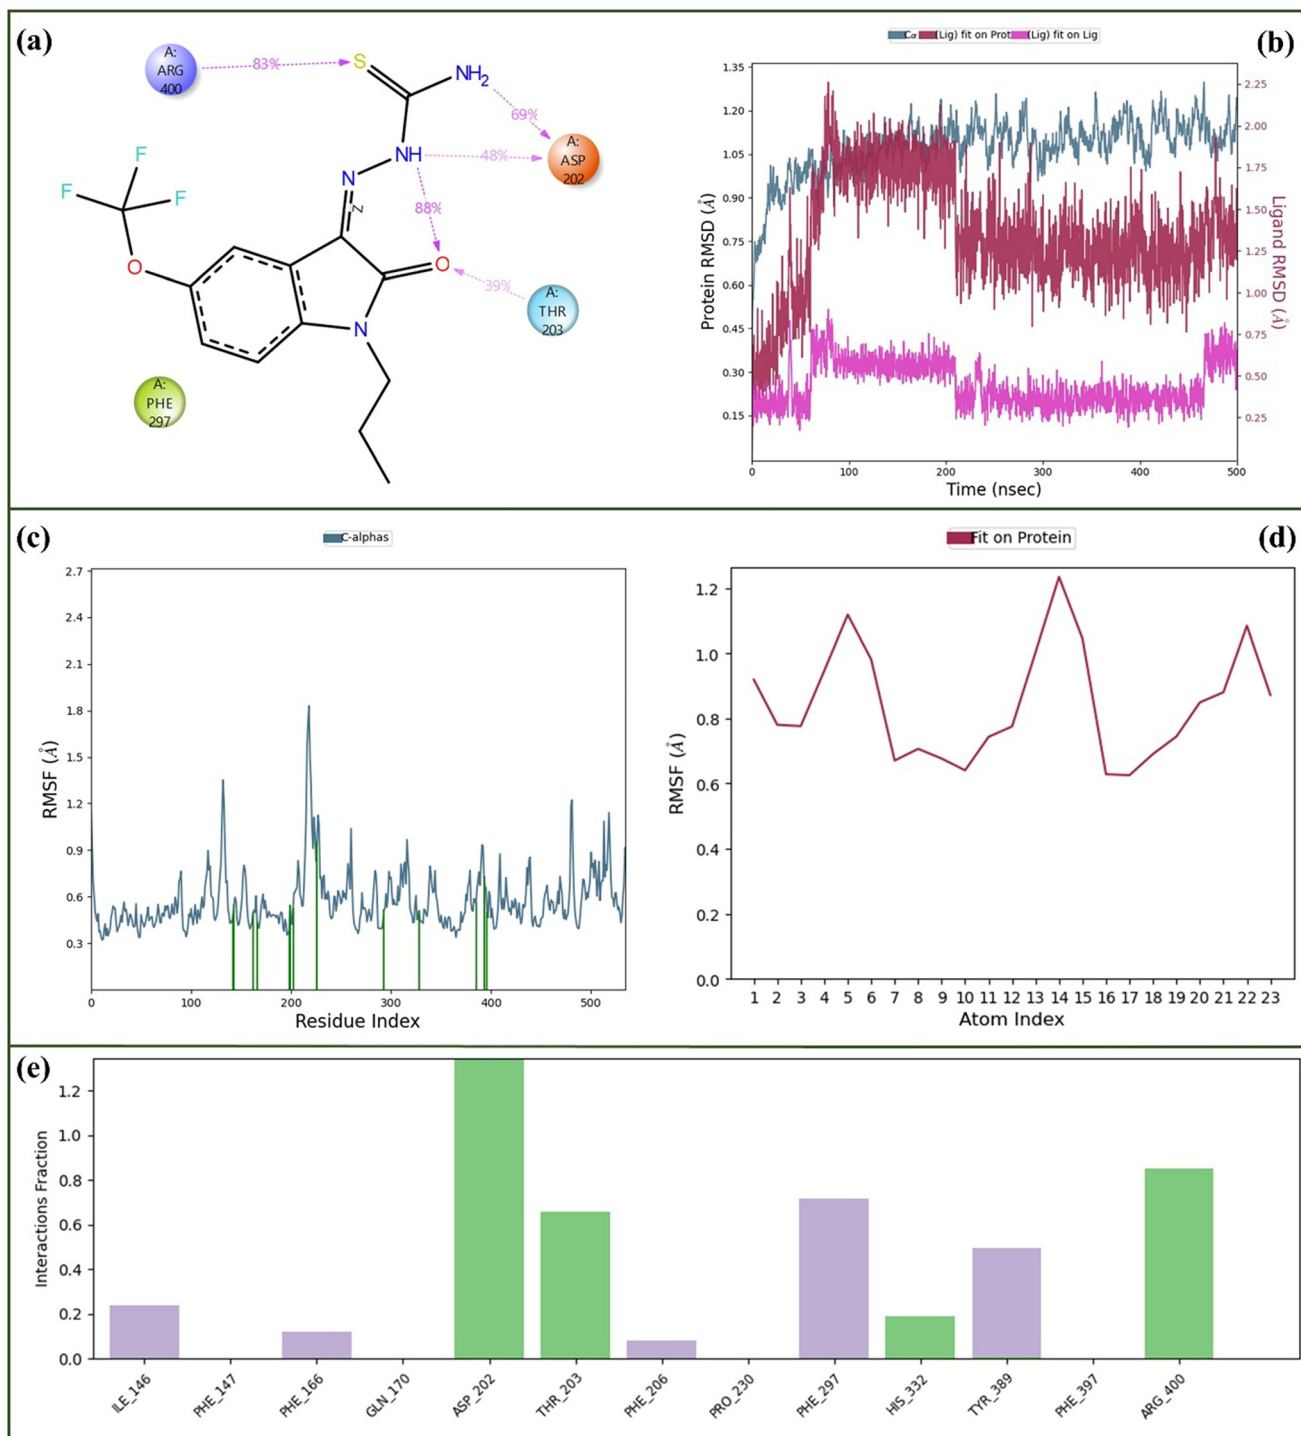 (a)
A:
ARG
400
83%
S
NH2
69%
A:
ASP
202
NH
48%
N
Z
88%
F
F
F
O
O
39%
A:
THR
203
N
A:
PHE
297
(b)
Cα (Lig) fit on Prot (Lig) fit on Lig
Protein RMSD (Å)
1.35
1.20
1.05
0.90
0.75
0.60
0.45
0.30
0.15
2.25
2.00
1.75
1.50
1.25
1.00
0.75
0.50
0.25
Ligand RMSD (Å)
0 100 200 300 400 500
Time (nsec)
(c)
C-alphas
RMSF (Å)
2.7
2.4
2.1
1.8
1.5
1.2
0.9
0.6
0.3
0 100 200 300 400 500
Residue Index
(d)
Fit on Protein
RMSF (Å)
1.2
1.0
0.8
0.6
0.4
0.2
0.0
1 2 3 4 5 6 7 8 9 10 11 12 13 14 15 16 17 18 19 20 21 22 23
Atom Index
(e)
Interactions Fraction
1.2
1.0
0.8
0.6
0.4
0.2
0.0
ILE_146 PHE_147 PHE_166 GLN_170 ASP_202 THR_203 PHE_206 PRO_230 PHE_297 HIS_332 TYR_389 PHE_397 ARG_400